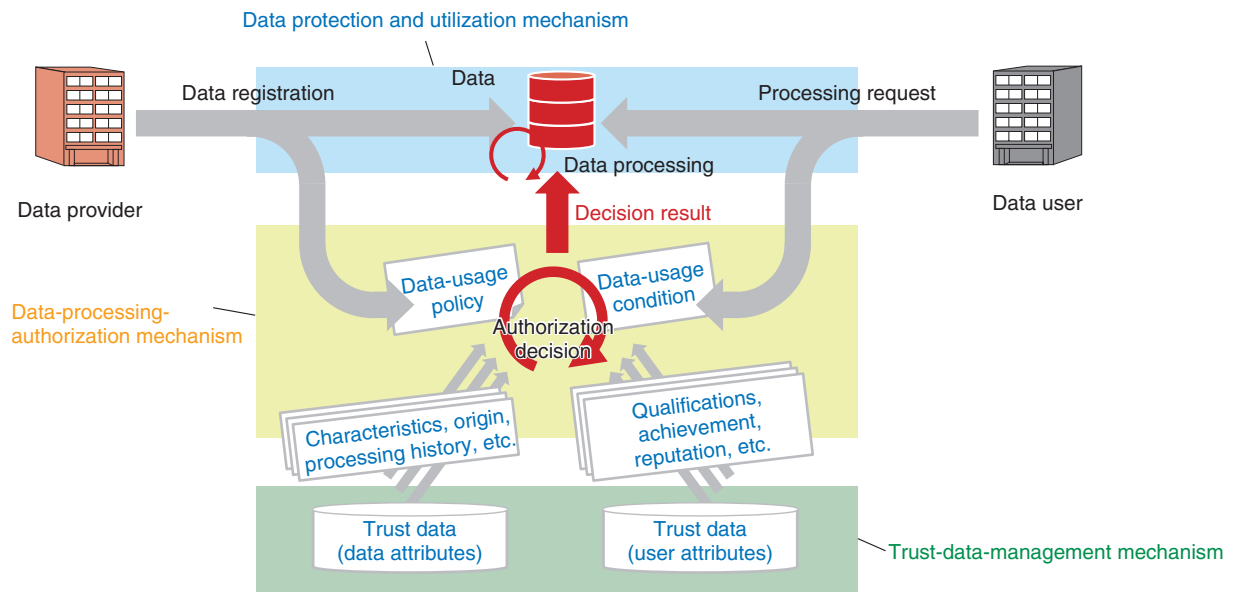 Data protection and utilization mechanism
Data
Data registration
Processing request
Data processing
Data provider
Decision result
Data user
Data-usage
policy
Data-usage
condition
Data-processing-
authorization mechanism
Authorization
decision
Characteristics, origin,
processing history, etc.
Qualifications,
achievement,
reputation, etc.
Trust data
(data attributes)
Trust data
(user attributes)
Trust-data-management mechanism